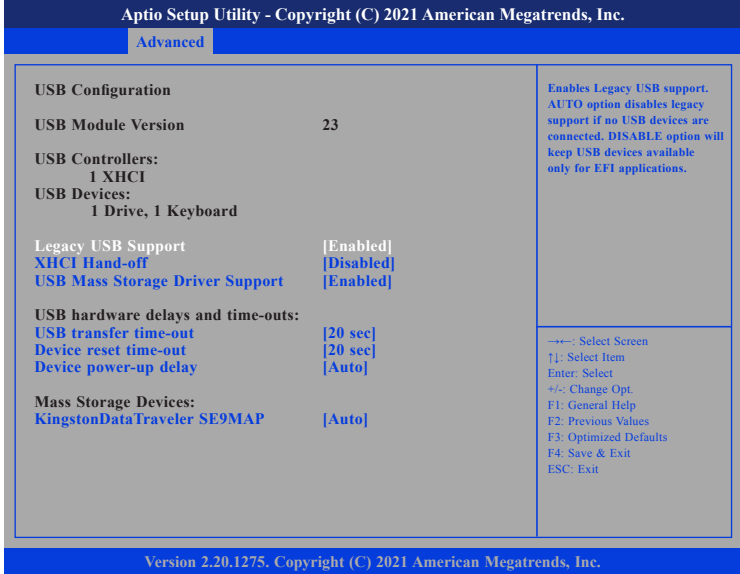 Aptio Setup Utility - Copyright (C) 2021 American Megatrends, Inc.
Advanced
USB Configuration
USB Module Version 23
USB Controllers:
1 XHCI
USB Devices:
1 Drive, 1 Keyboard
Legacy USB Support [Enabled]
XHCI Hand-off [Disabled]
USB Mass Storage Driver Support [Enabled]
USB hardware delays and time-outs:
USB transfer time-out [20 sec]
Device reset time-out [20 sec]
Device power-up delay [Auto]
Mass Storage Devices:
KingstonDataTraveler SE9MAP [Auto]
Enables Legacy USB support.
AUTO option disables legacy
support if no USB devices are
connected. DISABLE option will
keep USB devices available
only for EFI applications.
→←: Select Screen
↑↓: Select Item
Enter: Select
+/-: Change Opt.
F1: General Help
F2: Previous Values
F3: Optimized Defaults
F4: Save & Exit
ESC: Exit
Version 2.20.1275. Copyright (C) 2021 American Megatrends, Inc.